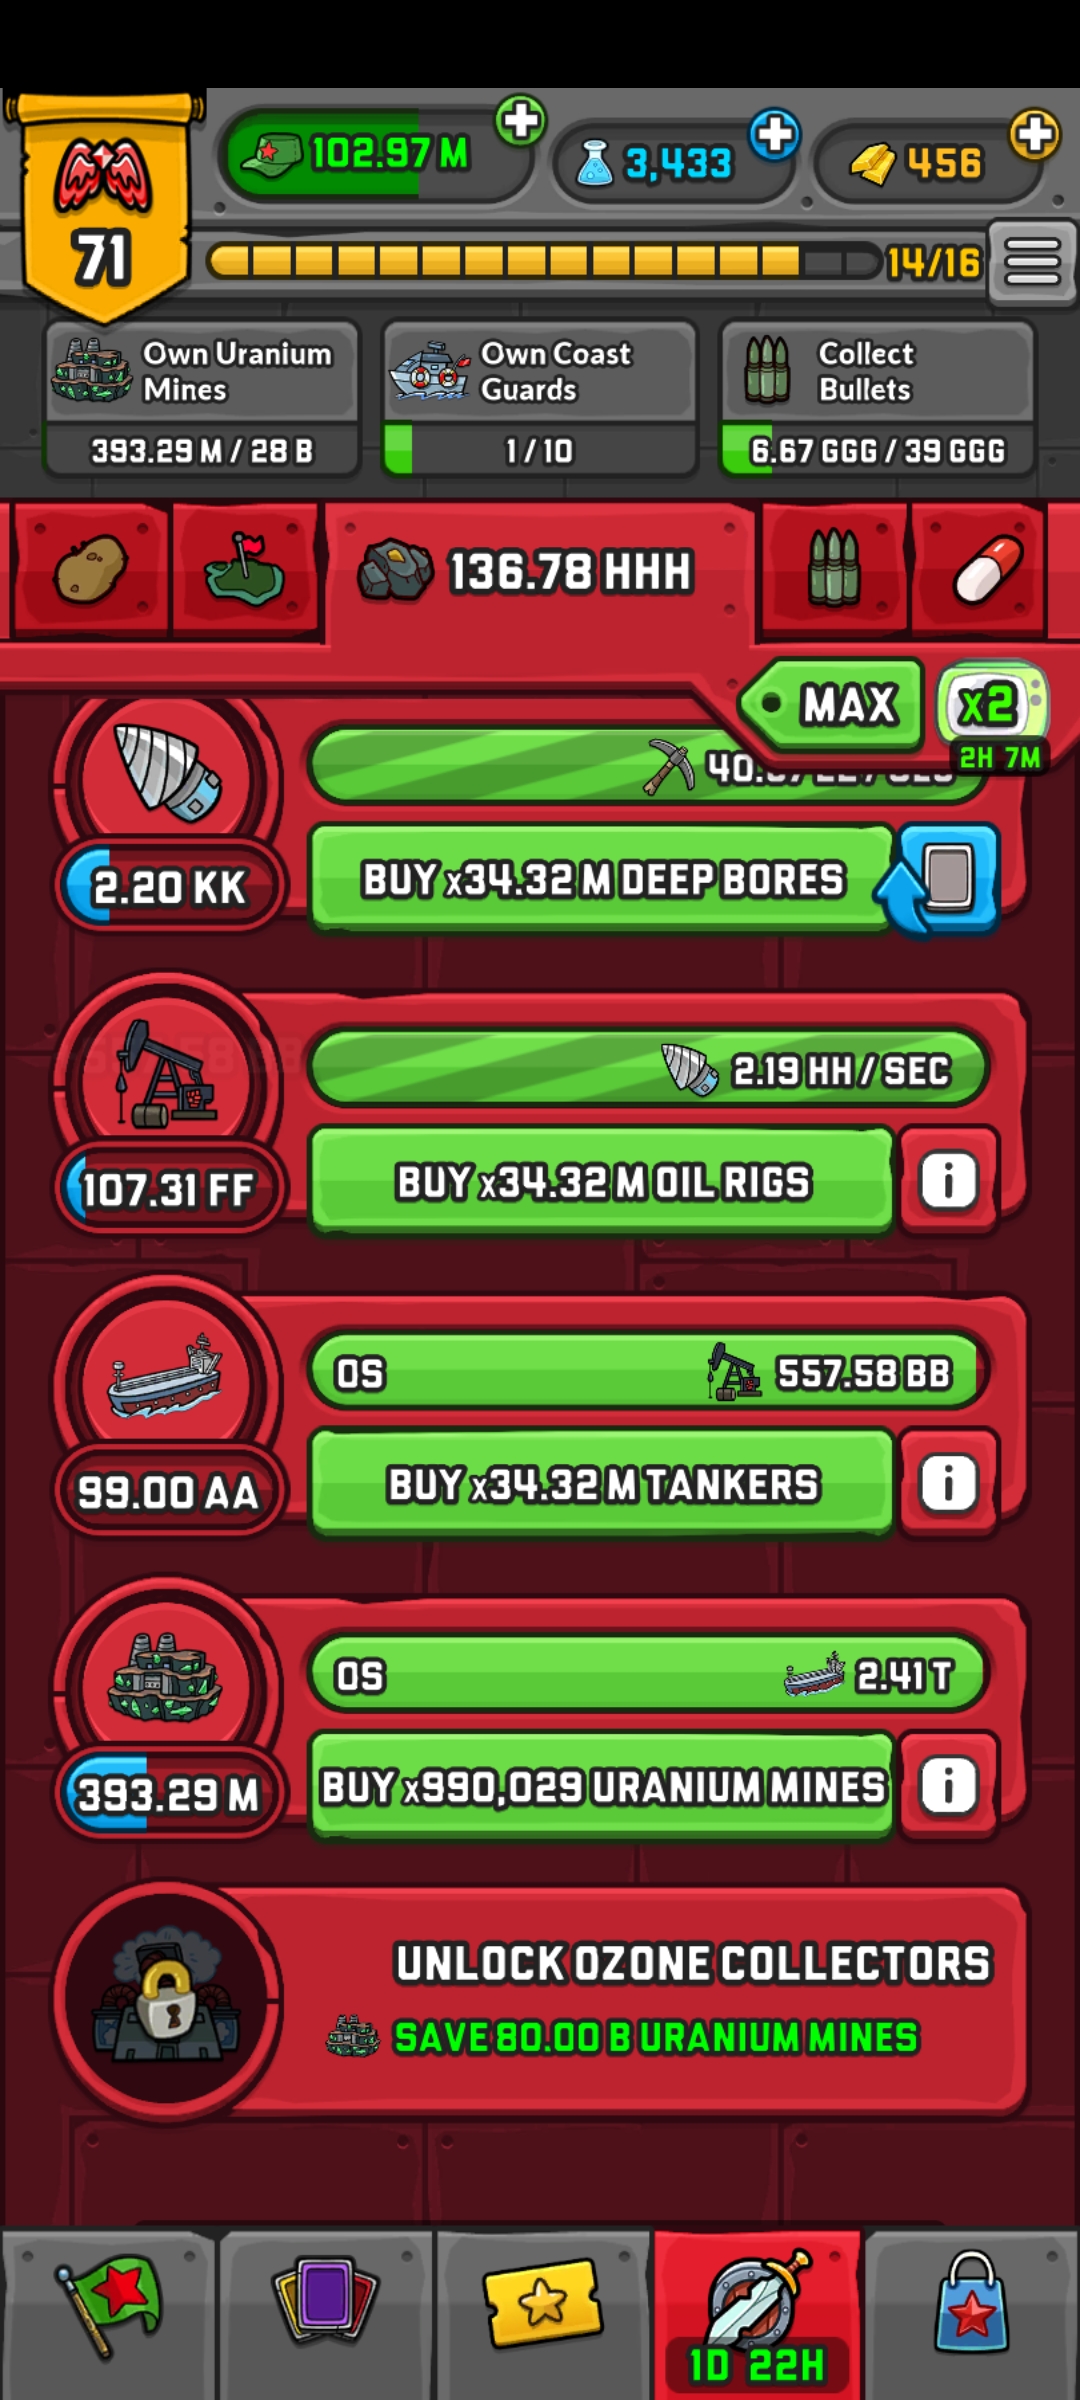 102.97 M
3,433
456
71
14/16
Own Uranium
Mines
393.29 M / 28 B
Own Coast
Guards
1 / 10
Collect
Bullets
6.67 GGG / 39 GGG
136.78 HHH
MAX
x2
2H 7M
2.20 KK
BUY x34.32 M DEEP BORES
2.19 HH / SEC
107.31 FF
BUY x34.32 M OIL RIGS
0S
557.58 BB
99.00 AA
BUY x34.32 M TANKERS
0S
2.41 T
393.29 M
BUY x990,029 URANIUM MINES
UNLOCK OZONE COLLECTORS
SAVE 80.00 B URANIUM MINES
1D 22H